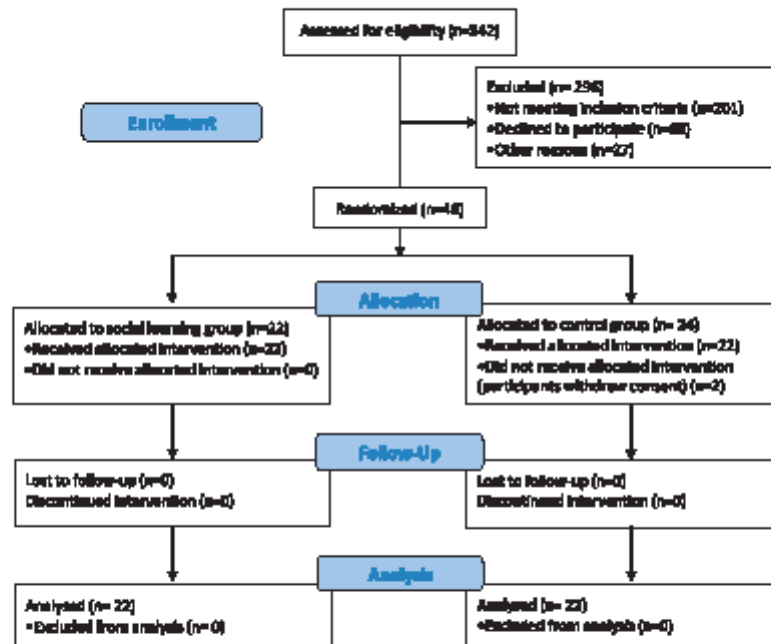 Assessed for eligibility (n=342)
Excluded (n= 296)
•Not meeting inclusion criteria (n=201)
•Declined to participate (n=68)
•Other reasons (n=27)
Enrollment
Randomized (n=46)
Allocation
Allocated to social learning group (n=22)
•Received allocated intervention (n=22)
•Did not receive allocated intervention (n=0)
Allocated to control group (n= 24)
•Received allocated intervention (n=22)
•Did not receive allocated intervention
(participants withdrew consent) (n=2)
Follow-Up
Lost to follow-up (n=0)
Discontinued intervention (n=0)
Lost to follow-up (n=0)
Discontinued intervention (n=0)
Analysis
Analysed (n= 22)
•Excluded from analysis (n= 0)
Analysed (n= 22)
•Excluded from analysis (n=0)